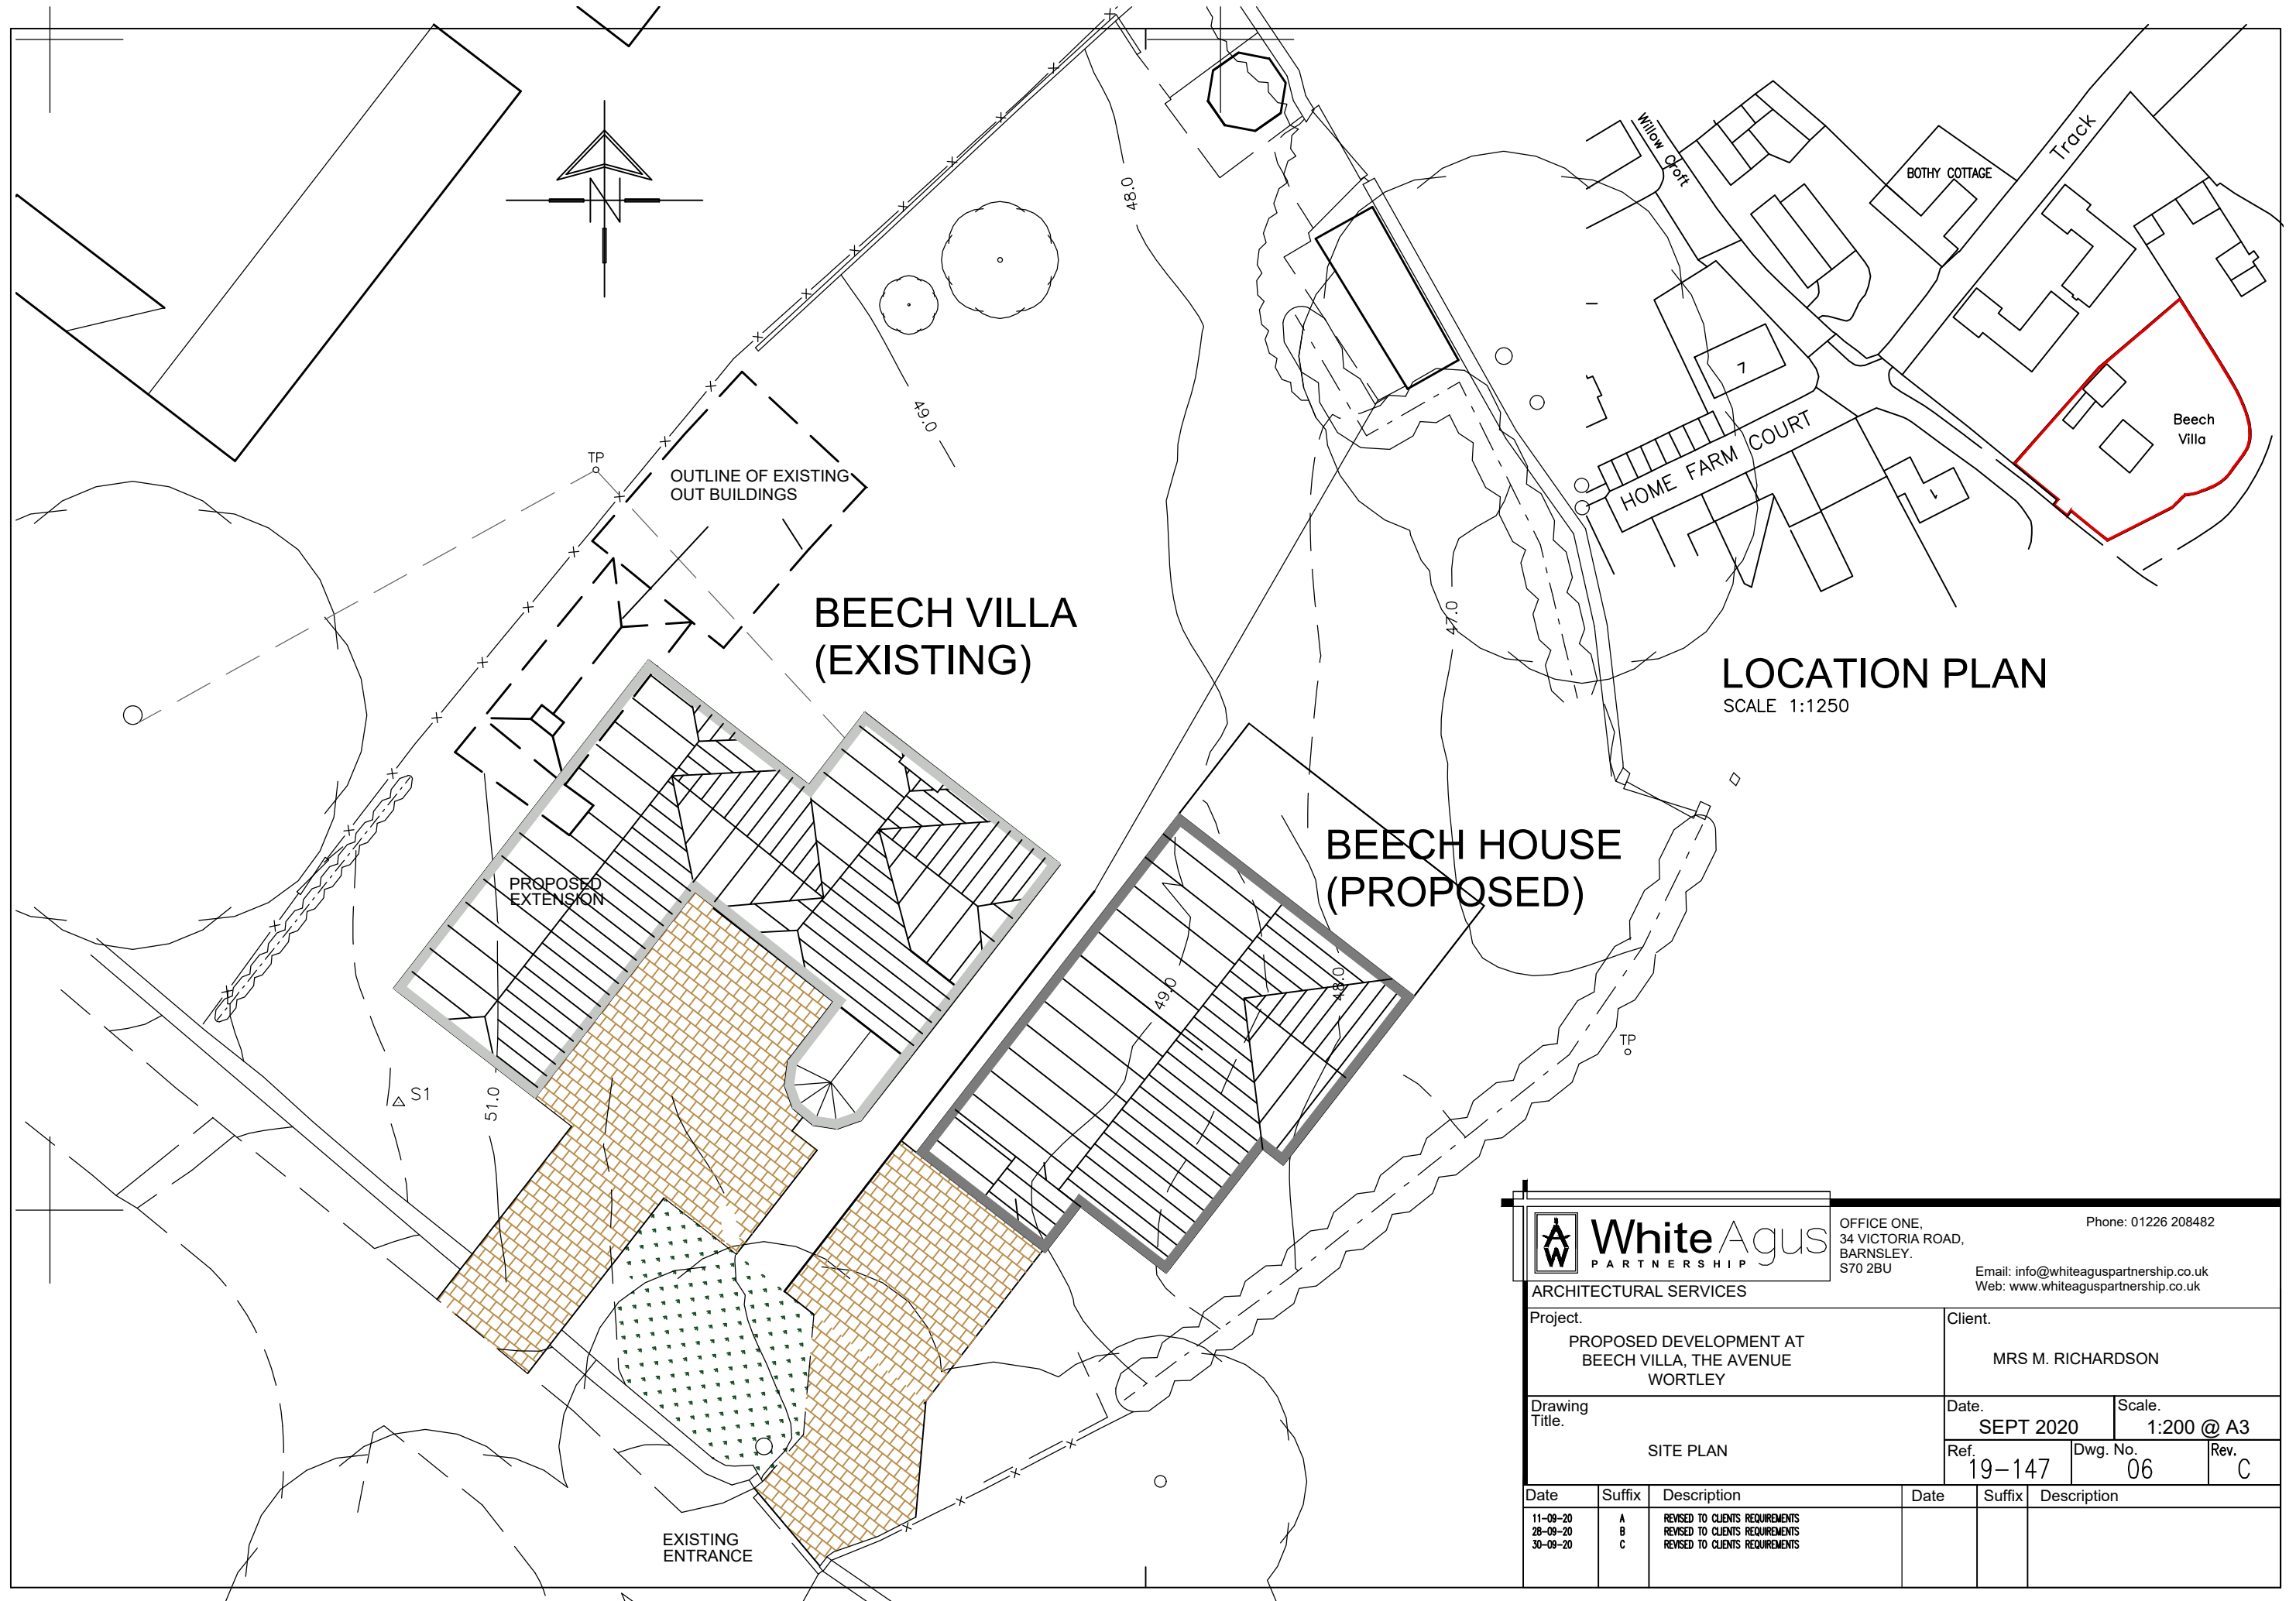 N
48.0
49.0
TP
OUTLINE OF EXISTING
OUT BUILDINGS
BEECH VILLA
(EXISTING)
PROPOSED
EXTENSION
S1
51.0
47.0
BEECH HOUSE
(PROPOSED)
49.0
48.0
TP
EXISTING
ENTRANCE
Willow Croft
BOTHY COTTAGE
Track
7
HOME FARM COURT
1
Beech
Villa
LOCATION PLAN
SCALE 1:1250
AW
White Agus
PARTNERSHIP
ARCHITECTURAL SERVICES
OFFICE ONE,
34 VICTORIA ROAD,
BARNSLEY.
S70 2BU
Phone: 01226 208482
Email: info@whiteaguspartnership.co.uk
Web: www.whiteaguspartnership.co.uk
Project.
PROPOSED DEVELOPMENT AT
BEECH VILLA, THE AVENUE
WORTLEY
Client.
MRS M. RICHARDSON
Drawing
Title.
SITE PLAN
Date.
SEPT 2020
Scale.
1:200 @ A3
Ref.
19-147
Dwg. No.
06
Rev.
C
Date Suffix Description Date Suffix Description
11-09-20 A REVISED TO CLIENTS REQUIREMENTS
28-09-20 B REVISED TO CLIENTS REQUIREMENTS
30-09-20 C REVISED TO CLIENTS REQUIREMENTS